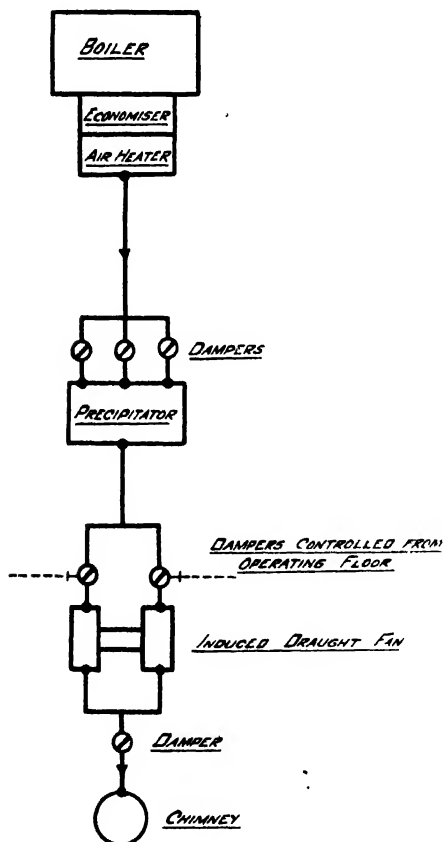 BOILER
ECONOMISER
AIR HEATER
DAMPERS
PRECIPITATOR
DAMPERS CONTROLLED FROM
OPERATING FLOOR
INDUCED DRAUGHT FAN
DAMPER
CHIMNEY